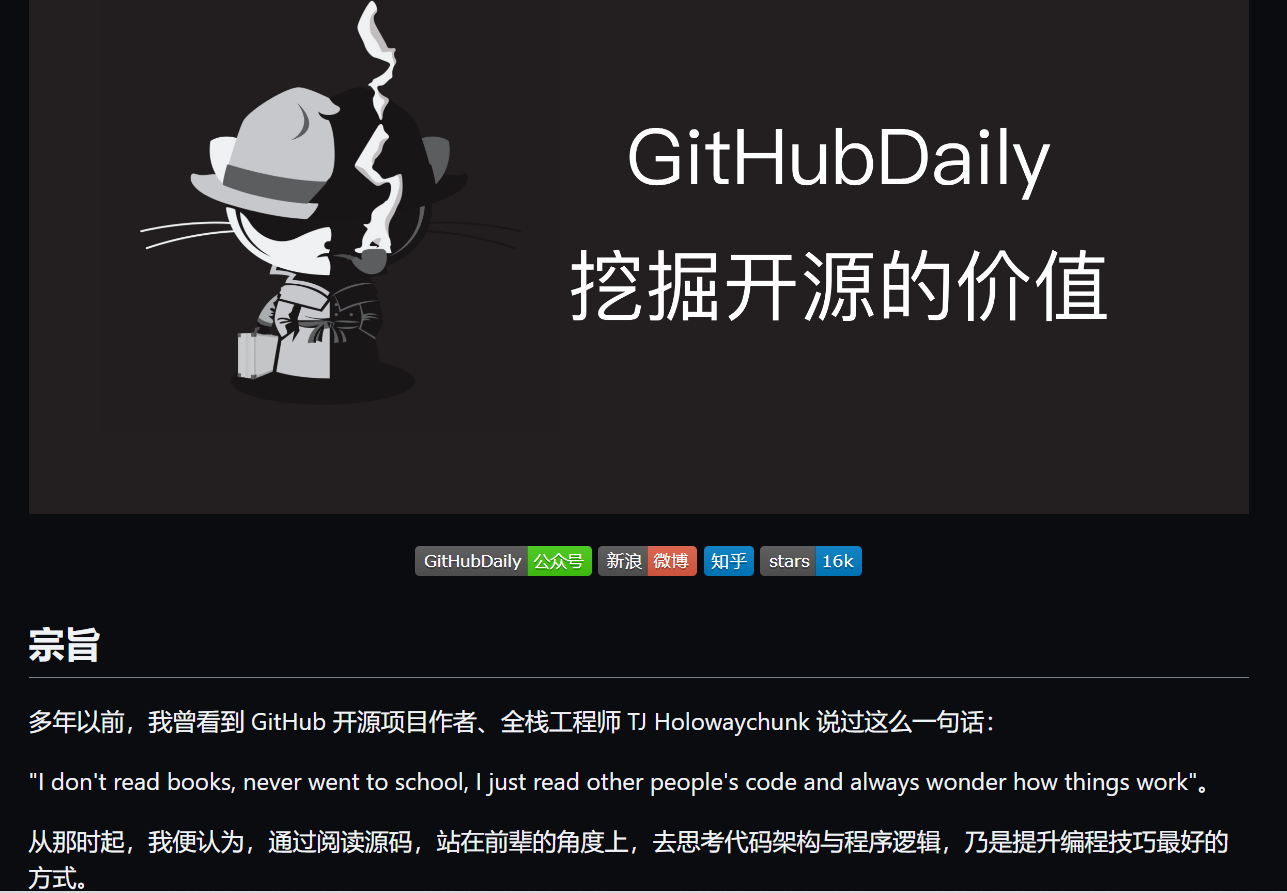 GitHubDaily
挖掘开源的价值
GitHubDaily 公众号 新浪 微博 知乎 stars 16k
宗旨
多年以前，我曾看到 GitHub 开源项目作者、全栈工程师 TJ Holowaychunk 说过这么一句话：
"I don't read books, never went to school, I just read other people's code and always wonder how things work"。
从那时起，我便认为，通过阅读源码，站在前辈的角度上，去思考代码架构与程序逻辑，乃是提升编程技巧最好的
方式。